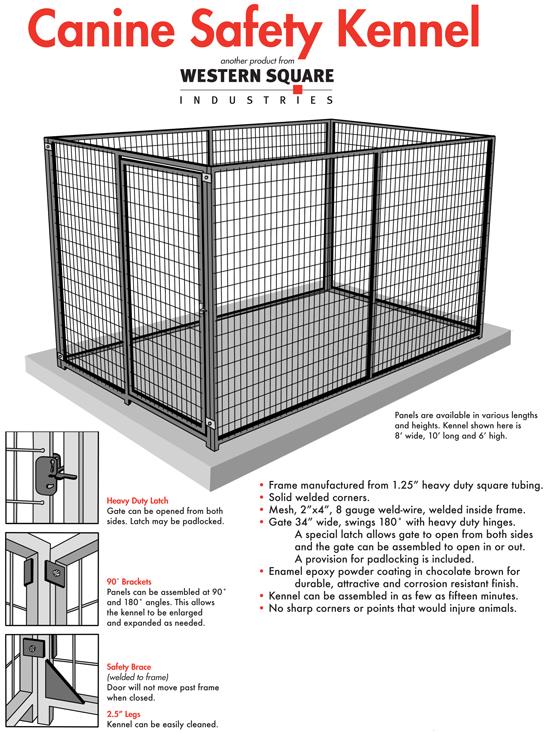 Canine Safety Kennel
another product from
WESTERN SQUARE
INDUSTRIES
Panels are available in various lengths
and heights. Kennel shown here is
8' wide, 10' long and 6' high.
Heavy Duty Latch
Gate can be opened from both
sides. Latch may be padlocked.
90˚ Brackets
Panels can be assembled at 90˚
and 180˚ angles. This allows
the kennel to be enlarged
and expanded as needed.
Safety Brace
(welded to frame)
Door will not move past frame
when closed.
2.5" Legs
Kennel can be easily cleaned.
• Frame manufactured from 1.25" heavy duty square tubing.
• Solid welded corners.
• Mesh, 2"x4", 8 gauge weld-wire, welded inside frame.
• Gate 34" wide, swings 180˚ with heavy duty hinges.
A special latch allows gate to open from both sides
and the gate can be assembled to open in or out.
A provision for padlocking is included.
• Enamel epoxy powder coating in chocolate brown for
durable, attractive and corrosion resistant finish.
• Kennel can be assembled in as few as fifteen minutes.
• No sharp corners or points that would injure animals.